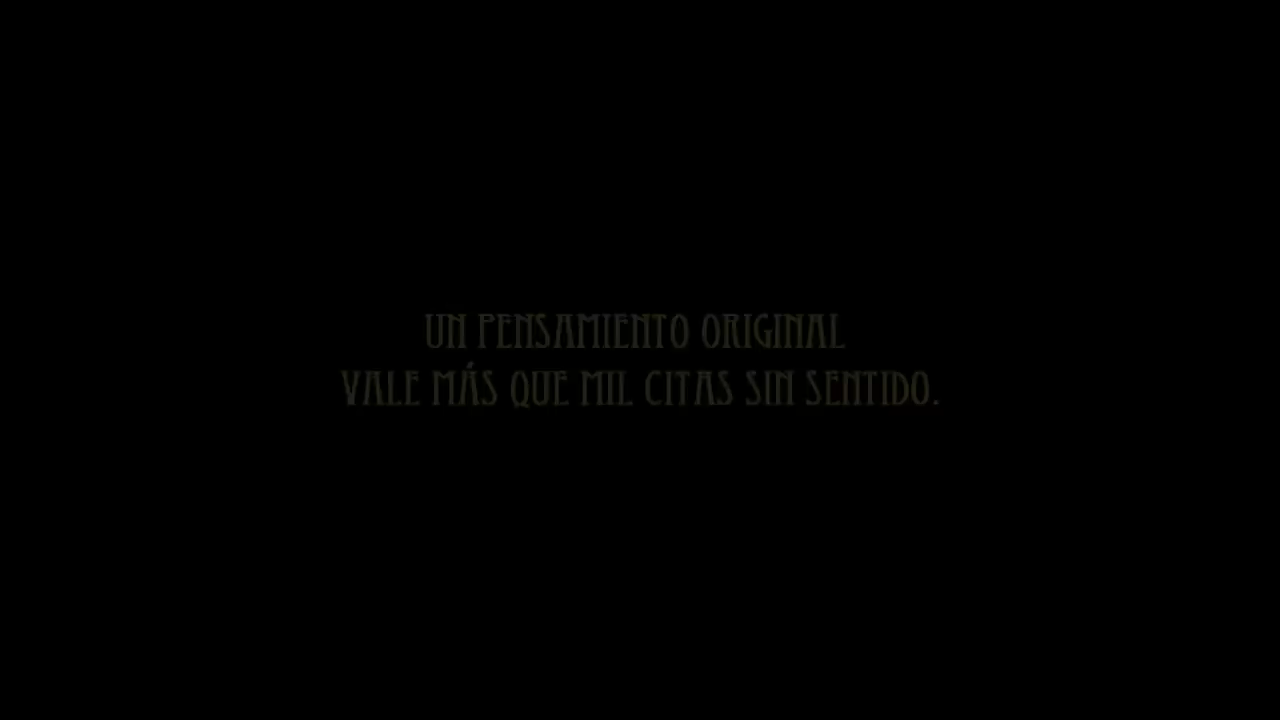 UN PENSAMIENTO ORIGINAL
VALE MÁS QUE MIL CITAS SIN SENTIDO.